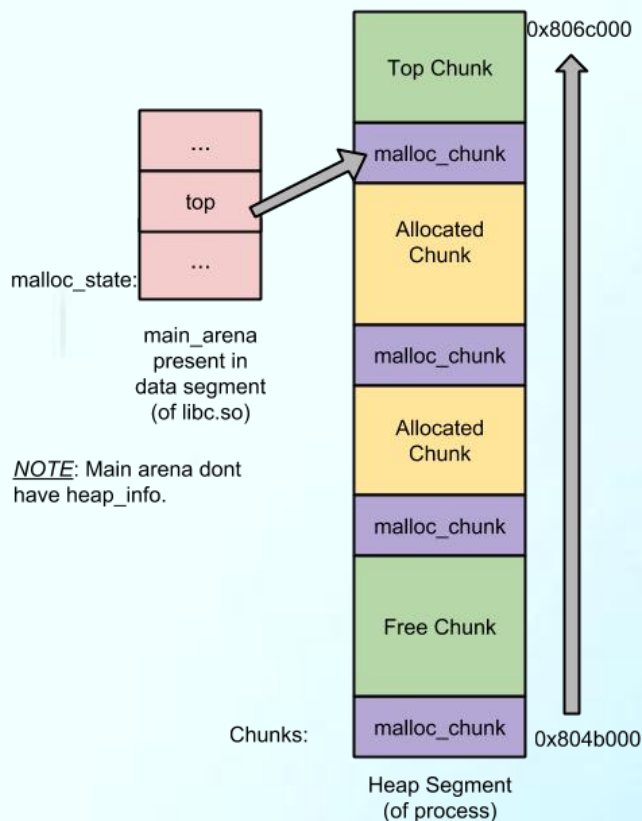 0x806c000
Top Chunk
...
malloc_chunk
top
Allocated
Chunk
...
malloc_state:
main_arena
present in
data segment
(of libc.so)
malloc_chunk
Allocated
Chunk
NOTE: Main arena dont
have heap_info.
malloc_chunk
Free Chunk
Chunks:
malloc_chunk
0x804b000
Heap Segment
(of process)